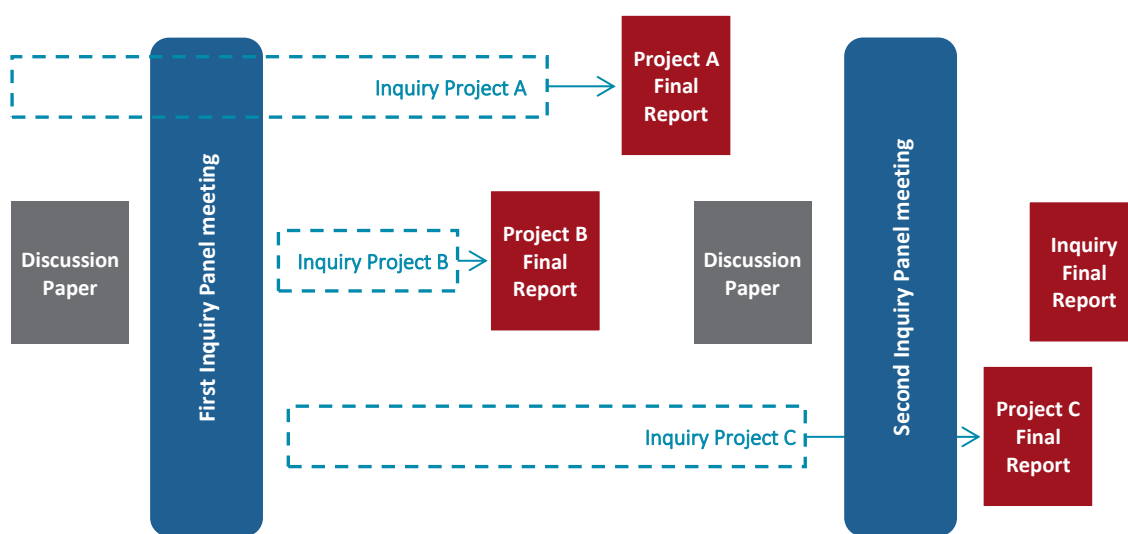 Inquiry Project A
Project A
Final
Report
First Inquiry Panel meeting
Second Inquiry Panel meeting
Discussion
Paper
Inquiry Project B
Project B
Final
Report
Discussion
Paper
Inquiry
Final
Report
Inquiry Project C
Project C
Final
Report